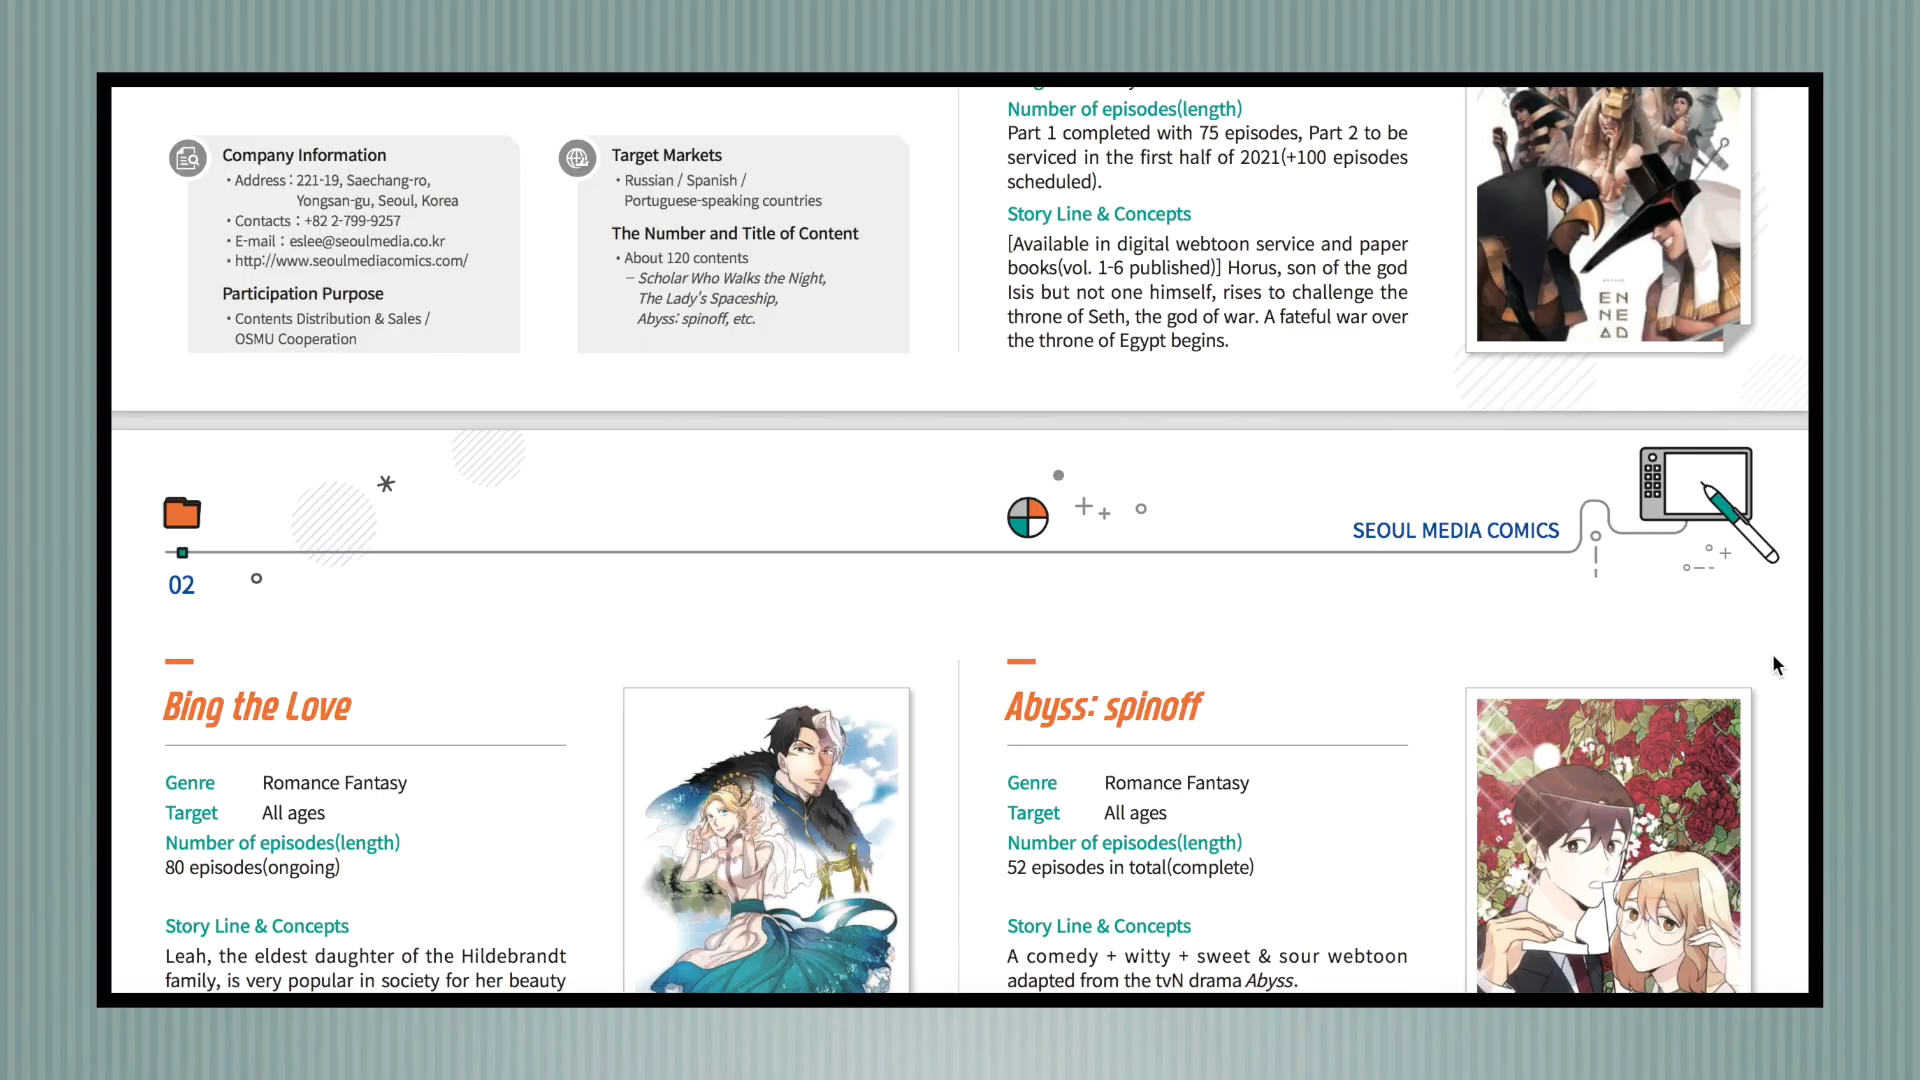 Company Information
• Address : 221-19, Saechang-ro,
Yongsan-gu, Seoul, Korea
• Contacts : +82 2-799-9257
• E-mail : eslee@seoulmedia.co.kr
• http://www.seoulmediacomics.com/
Participation Purpose
• Contents Distribution & Sales /
OSMU Cooperation
Target Markets
• Russian / Spanish /
Portuguese-speaking countries
The Number and Title of Content
• About 120 contents
– Scholar Who Walks the Night,
The Lady's Spaceship,
Abyss: spinoff, etc.
Number of episodes(length)
Part 1 completed with 75 episodes, Part 2 to be
serviced in the first half of 2021(+100 episodes
scheduled).
Story Line & Concepts
[Available in digital webtoon service and paper
books(vol. 1-6 published)] Horus, son of the god
Isis but not one himself, rises to challenge the
throne of Seth, the god of war. A fateful war over
the throne of Egypt begins.
EN
NE
AD
SEOUL MEDIA COMICS
02
Bing the Love
Genre Romance Fantasy
Target All ages
Number of episodes(length)
80 episodes(ongoing)
Story Line & Concepts
Leah, the eldest daughter of the Hildebrandt
family, is very popular in society for her beauty
Abyss: spinoff
Genre Romance Fantasy
Target All ages
Number of episodes(length)
52 episodes in total(complete)
Story Line & Concepts
A comedy + witty + sweet & sour webtoon
adapted from the tvN drama Abyss.